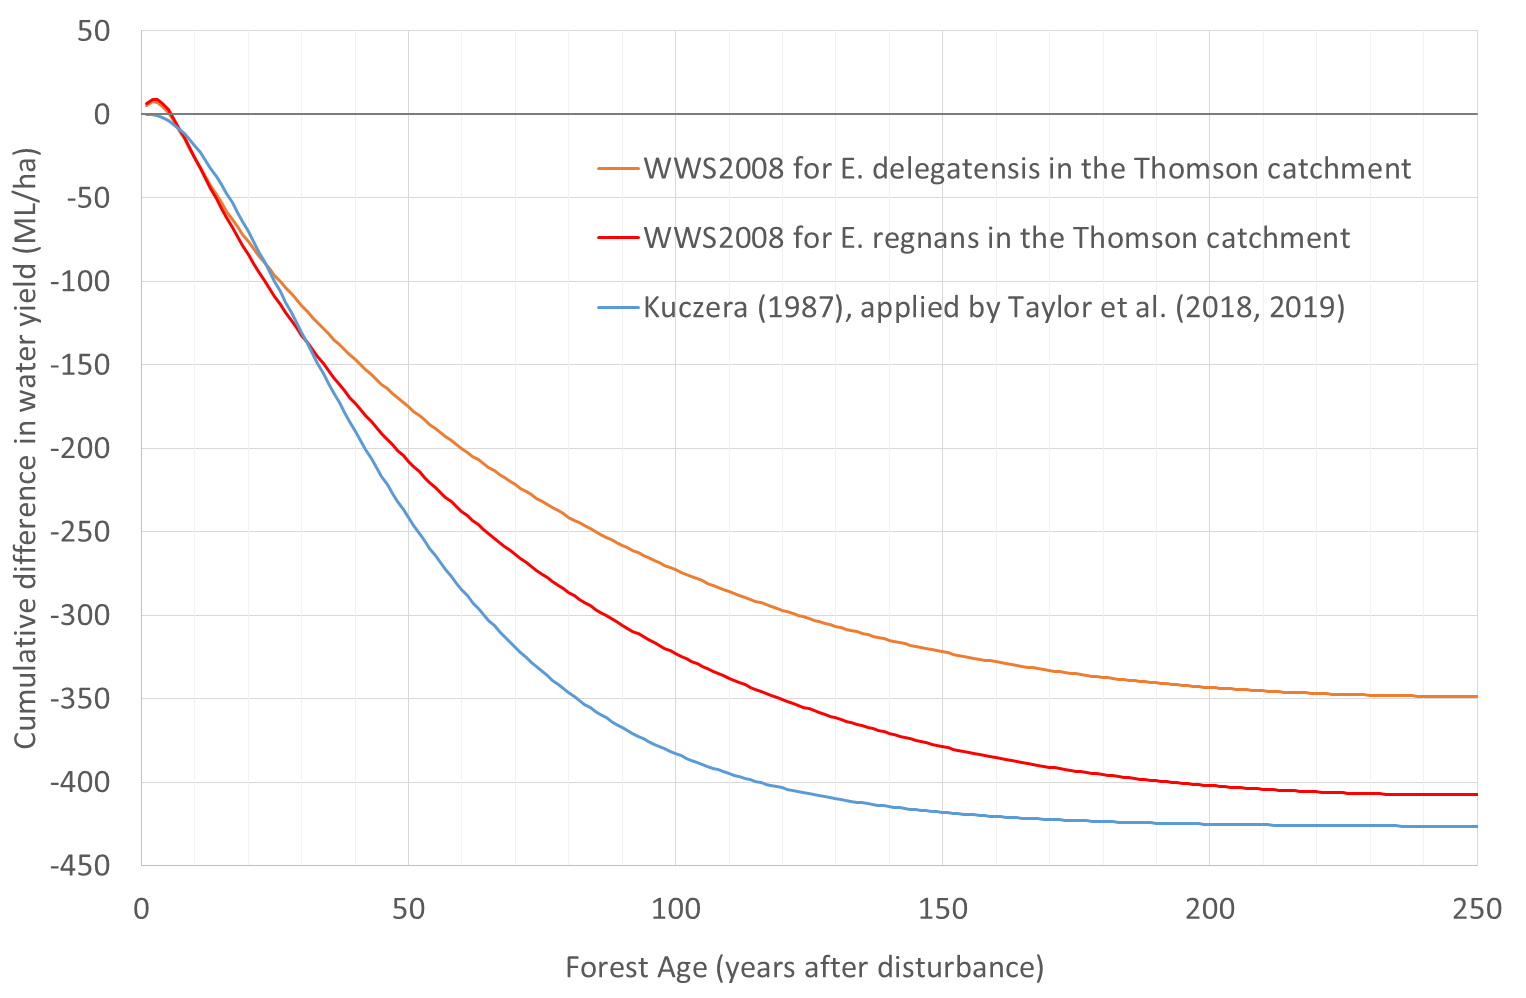 50
0
-50
-100
-150
-200
-250
-300
-350
-400
-450
Cumulative difference in water yield (ML/ha)
WWS2008 for E. delegatensis in the Thomson catchment
WWS2008 for E. regnans in the Thomson catchment
Kuczera (1987), applied by Taylor et al. (2018, 2019)
0 50 100 150 200 250
Forest Age (years after disturbance)